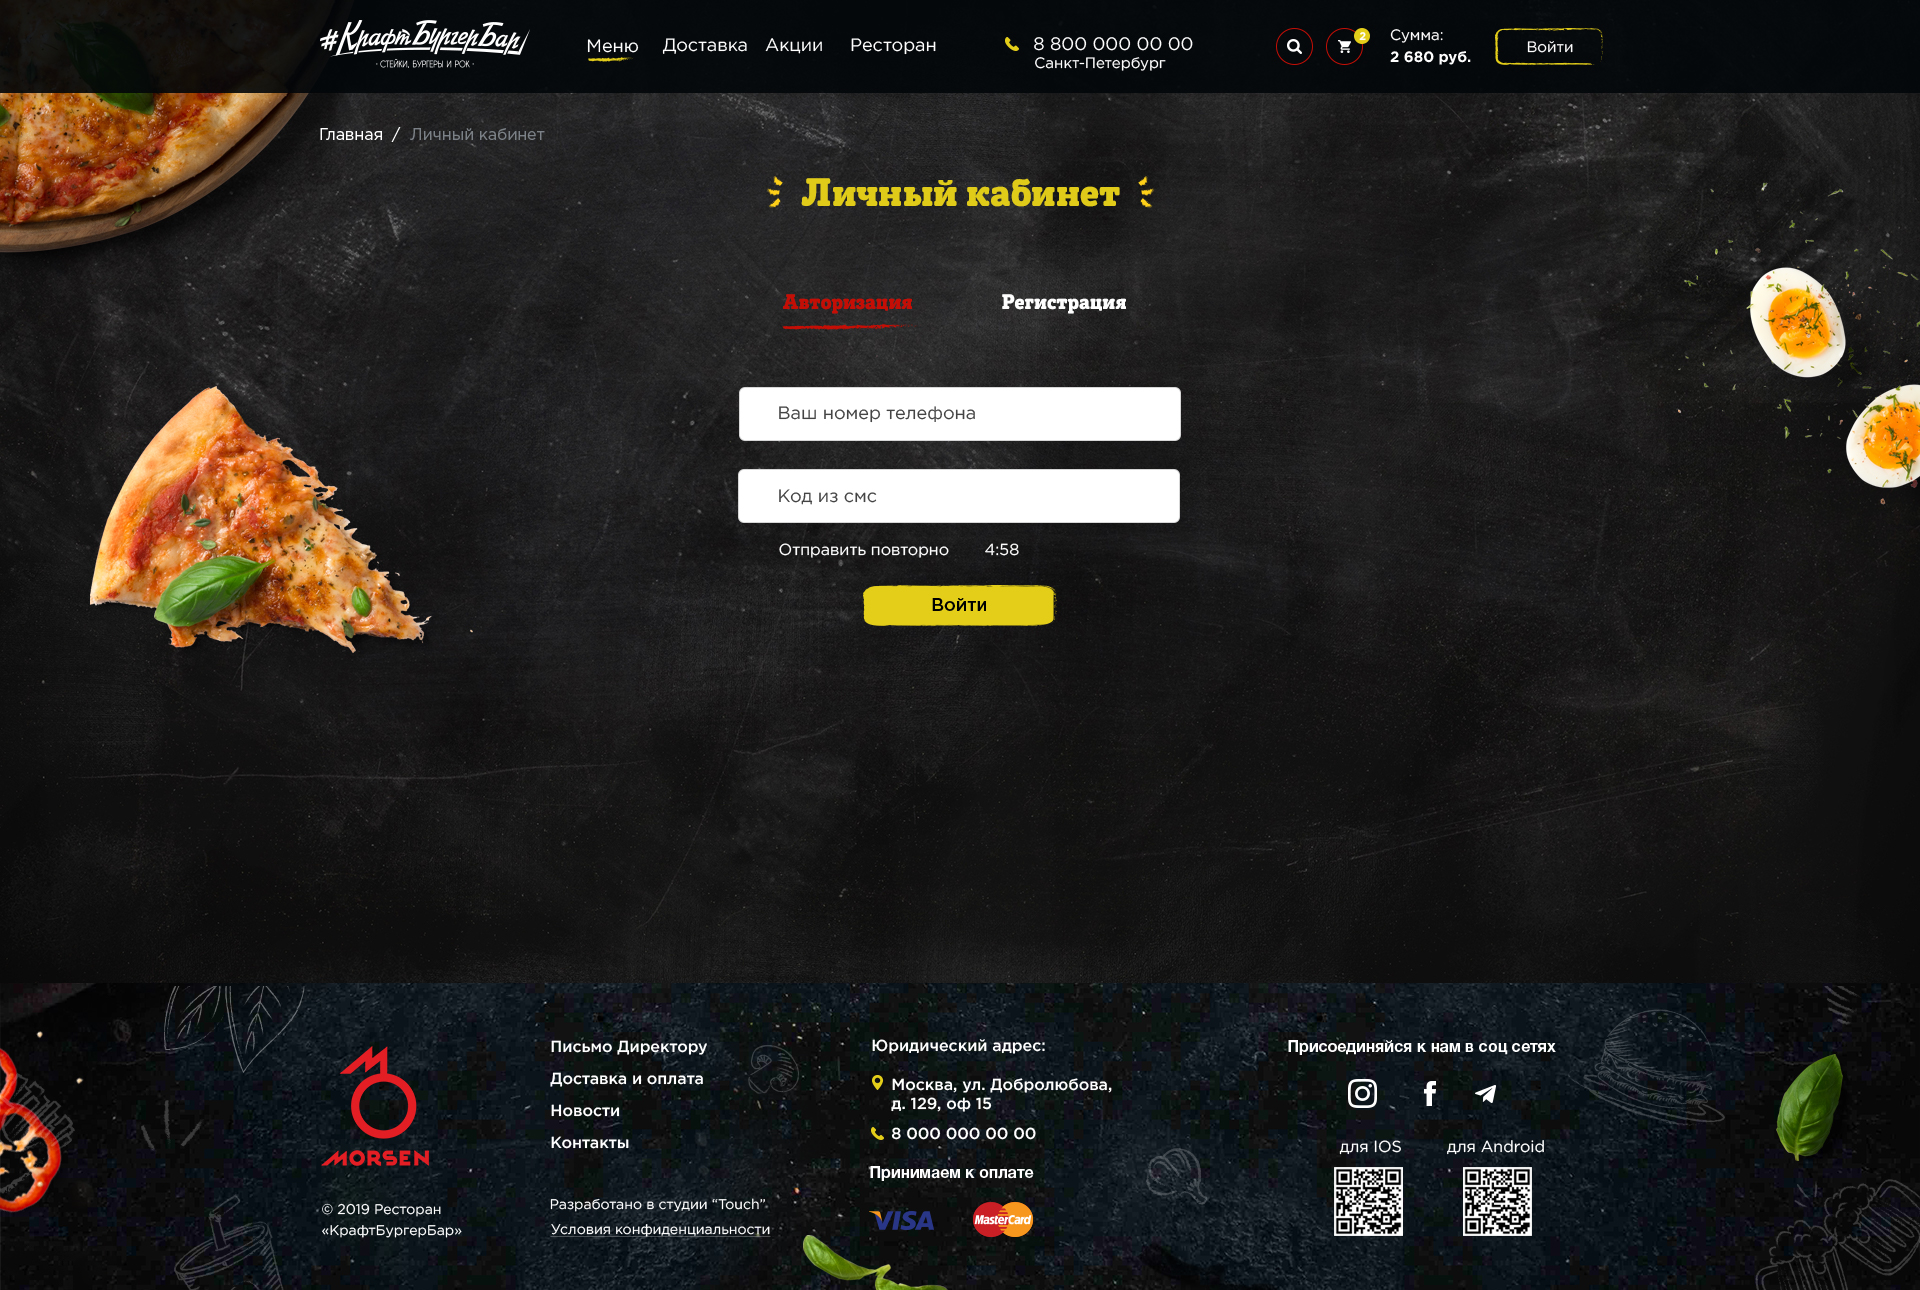 #КрафтБургерБар
· СТЕЙКИ, БУРГЕРЫ И РОК ·
Меню
Доставка
Акции
Ресторан
8 800 000 00 00
Санкт-Петербург
2
Сумма:
2 680 руб.
Войти
Главная / Личный кабинет
Личный кабинет
Авторизация
Регистрация
Ваш номер телефона
Код из смс
Отправить повторно 4:58
Войти
MORSEN
© 2019 Ресторан
«КрафтБургерБар»
Письмо Директору
Доставка и оплата
Новости
Контакты
Разработано в студии “Touch”
Условия конфиденциальности
Юридический адрес:
Москва, ул. Добролюбова,
д. 129, оф 15
8 000 000 00 00
Принимаем к оплате
VISA
MasterCard
Присоединяйся к нам в соц сетях
для IOS
для Android